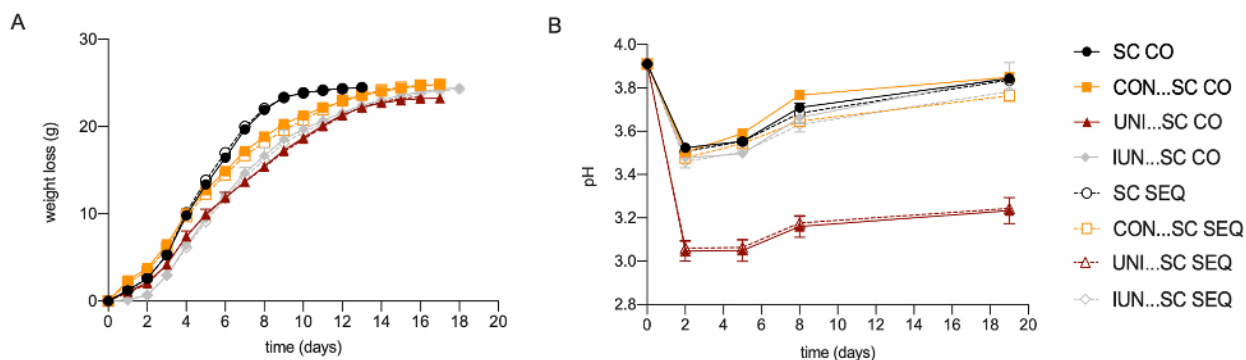 A
weight loss (g)
30
20
10
0
0 2 4 6 8 10 12 14 16 18 20
time (days)
B
pH
4.0
3.8
3.6
3.4
3.2
3.0
2.8
0 2 4 6 8 10 12 14 16 18 20
time (days)
SC CO
CON...SC CO
UNI...SC CO
IUN...SC CO
SC SEQ
CON...SC SEQ
UNI...SC SEQ
IUN...SC SEQ